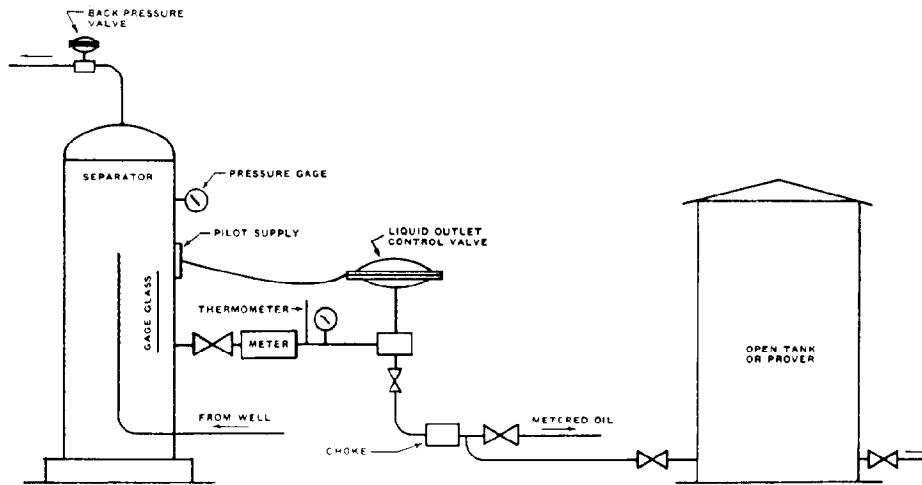 BACK PRESSURE
VALVE
SEPARATOR
PRESSURE GAGE
PILOT SUPPLY
LIQUID OUTLET
CONTROL VALVE
GAGE GLASS
THERMOMETER
METER
OPEN TANK
OR PROVER
FROM WELL
METERED OIL
CHOKE